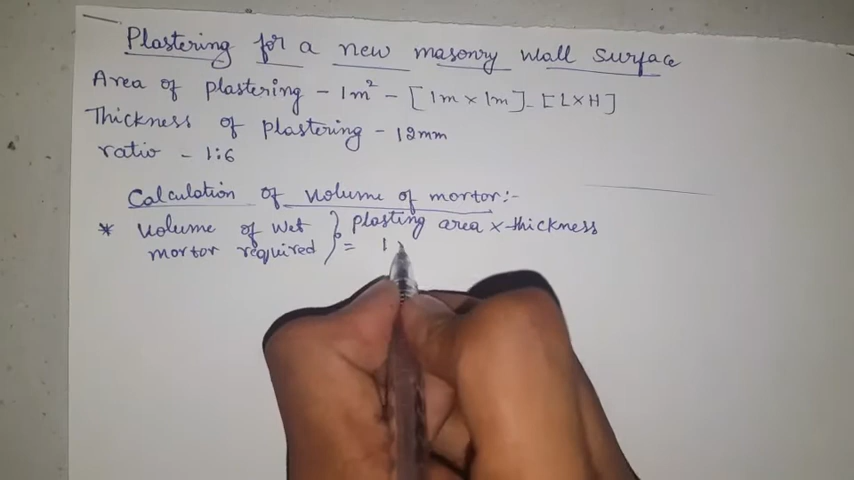 Plastering for a new masonry wall surface
Area of plastering - 1m² - [1m x 1m] - [L x H]
Thickness of plastering - 12mm
ratio - 1:6
Calculation of volume of mortor:-
* volume of wet } plasting area x thickness
mortor required } = 1